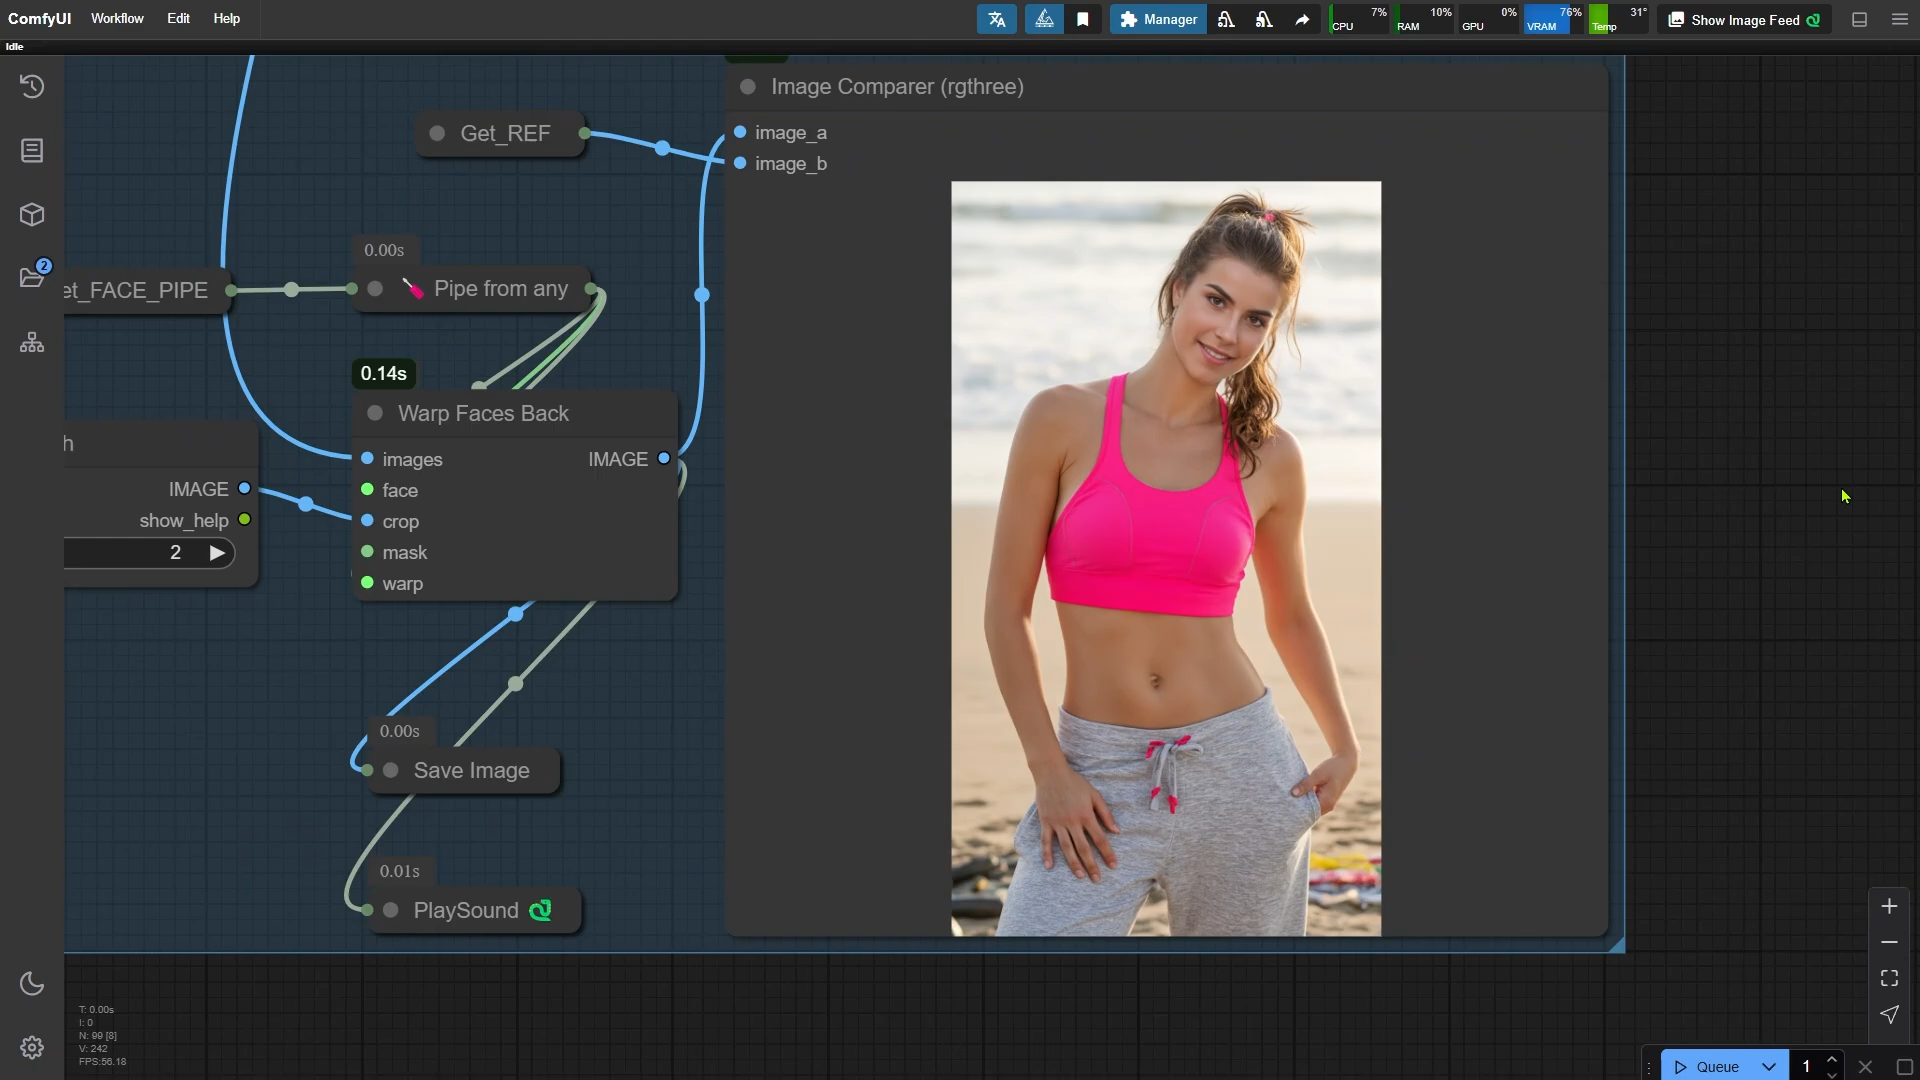 ComfyUI Workflow Edit Help
Manager
CPU 7% RAM 10% GPU 0% VRAM 76% Temp 31°
Show Image Feed
Idle
Image Comparer (rgthree)
image_a
image_b
Get_REF
0.00s
et_FACE_PIPE
Pipe from any
2
0.14s
Warp Faces Back
h
images IMAGE
face
crop
mask
warp
IMAGE
show_help
2
0.00s
Save Image
0.01s
PlaySound
T: 0.00s
I: 0
N: 99 [8]
V: 242
FPS:56.18
Queue 1